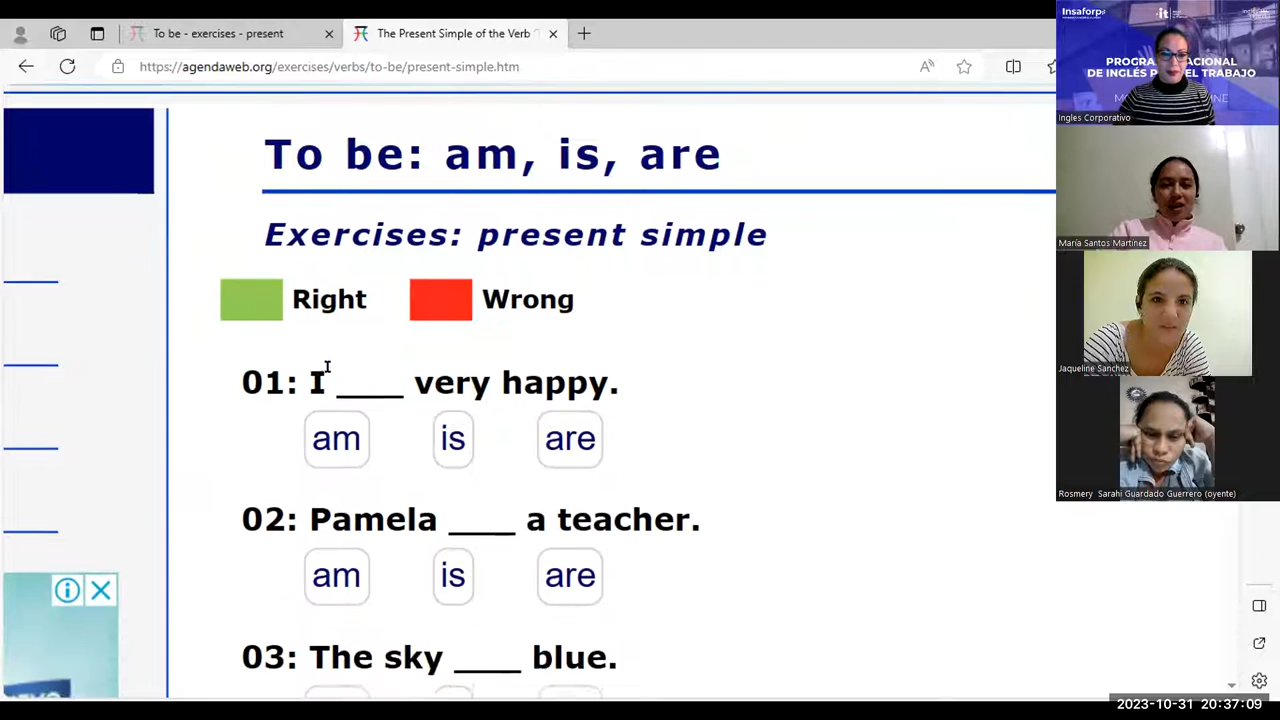 To be - exercises - present
The Present Simple of the Verb "T
https://agendaweb.org/exercises/verbs/to-be/present-simple.htm
To be: am, is, are
Exercises: present simple
Right
Wrong
01: I ____ very happy.
am is are
02: Pamela ____ a teacher.
am is are
03: The sky ____ blue.
Insaforp
Ingles Corporativo
María Santos Martinez
Jaqueline Sanchez
Rosmery Sarahi Guardado Guerrero (oyente)
2023-10-31 20:37:09